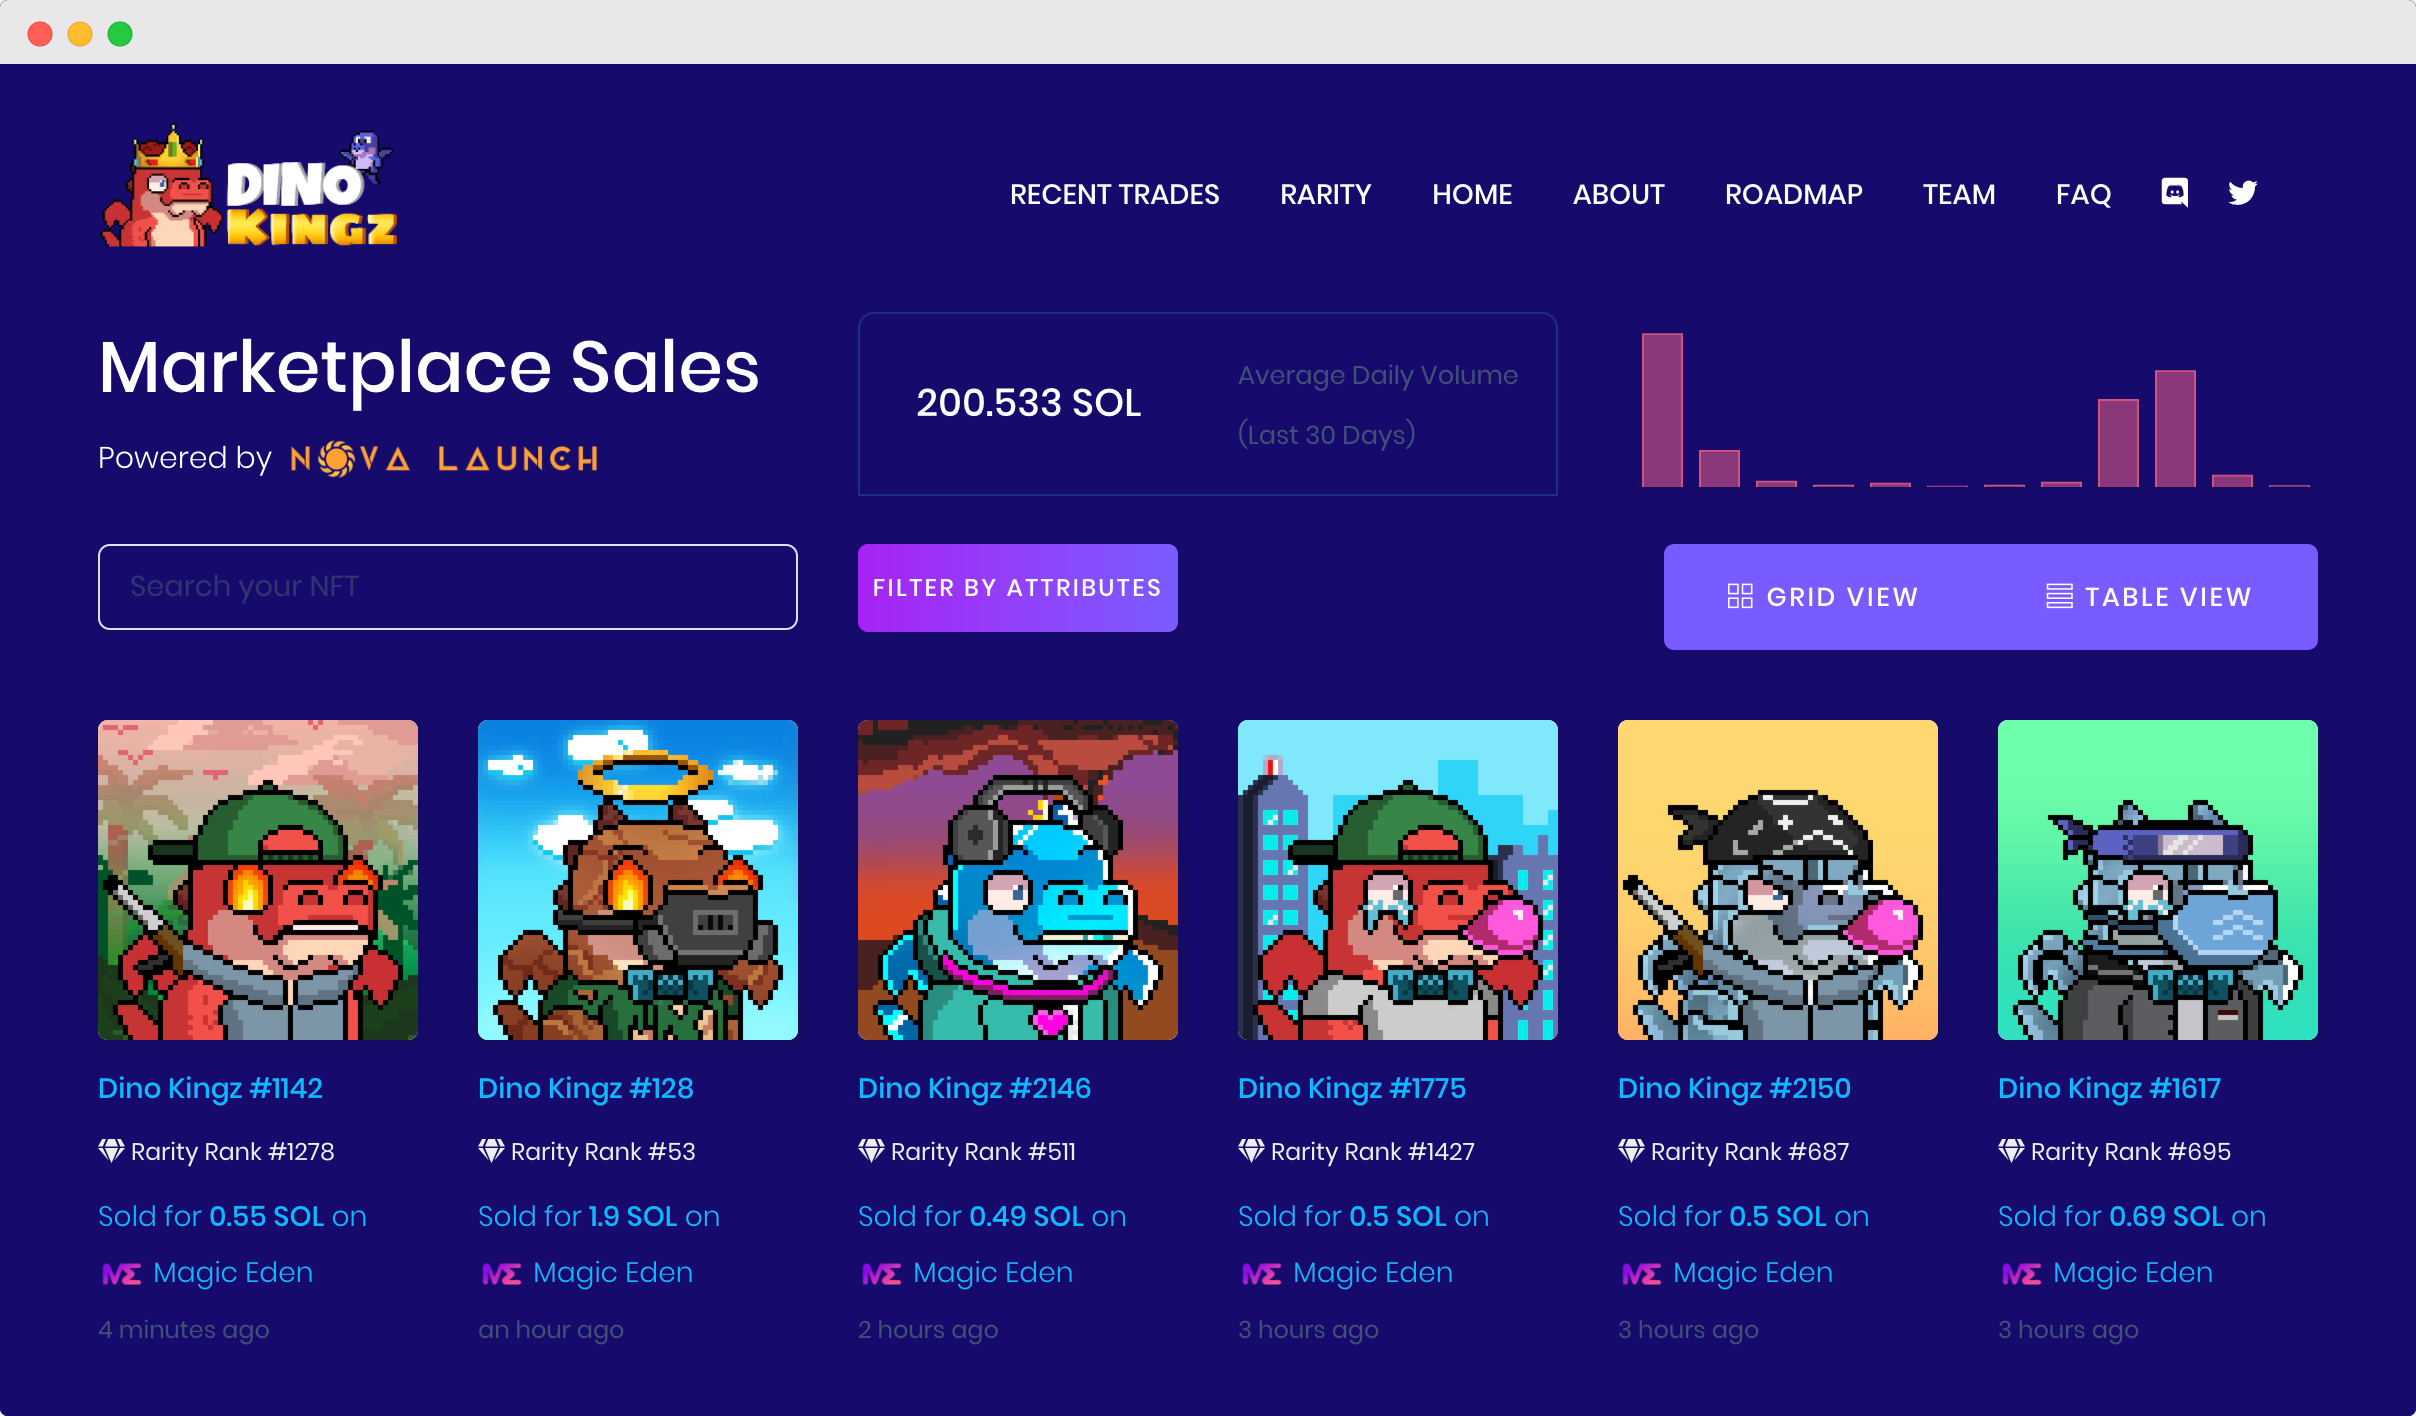 DINO
KINGZ
RECENT TRADES
RARITY
HOME
ABOUT
ROADMAP
TEAM
FAQ
Marketplace Sales
Powered by NOVA LAUNCH
200.533 SOL
Average Daily Volume
(Last 30 Days)
Search your NFT
FILTER BY ATTRIBUTES
GRID VIEW
TABLE VIEW
Dino Kingz #1142
Rarity Rank #1278
Sold for 0.55 SOL on
ME Magic Eden
4 minutes ago
Dino Kingz #128
Rarity Rank #53
Sold for 1.9 SOL on
ME Magic Eden
an hour ago
Dino Kingz #2146
Rarity Rank #511
Sold for 0.49 SOL on
ME Magic Eden
2 hours ago
Dino Kingz #1775
Rarity Rank #1427
Sold for 0.5 SOL on
ME Magic Eden
3 hours ago
Dino Kingz #2150
Rarity Rank #687
Sold for 0.5 SOL on
ME Magic Eden
3 hours ago
Dino Kingz #1617
Rarity Rank #695
Sold for 0.69 SOL on
ME Magic Eden
3 hours ago